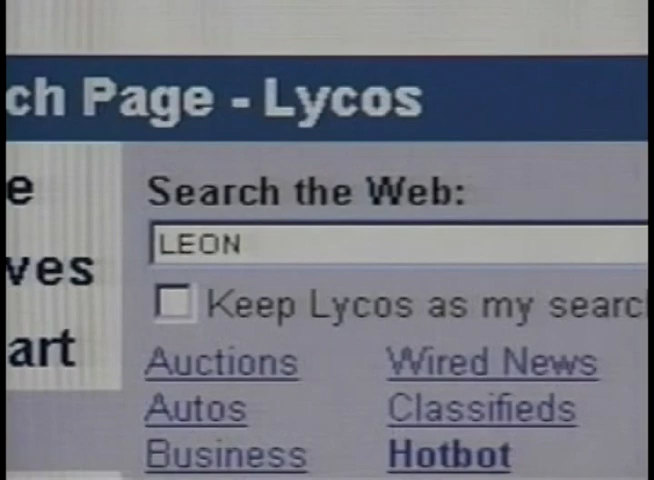 ch Page - Lycos
e
ves
art
Search the Web:
LEON
Keep Lycos as my search
Auctions
Wired News
Autos
Classifieds
Business
Hotbot